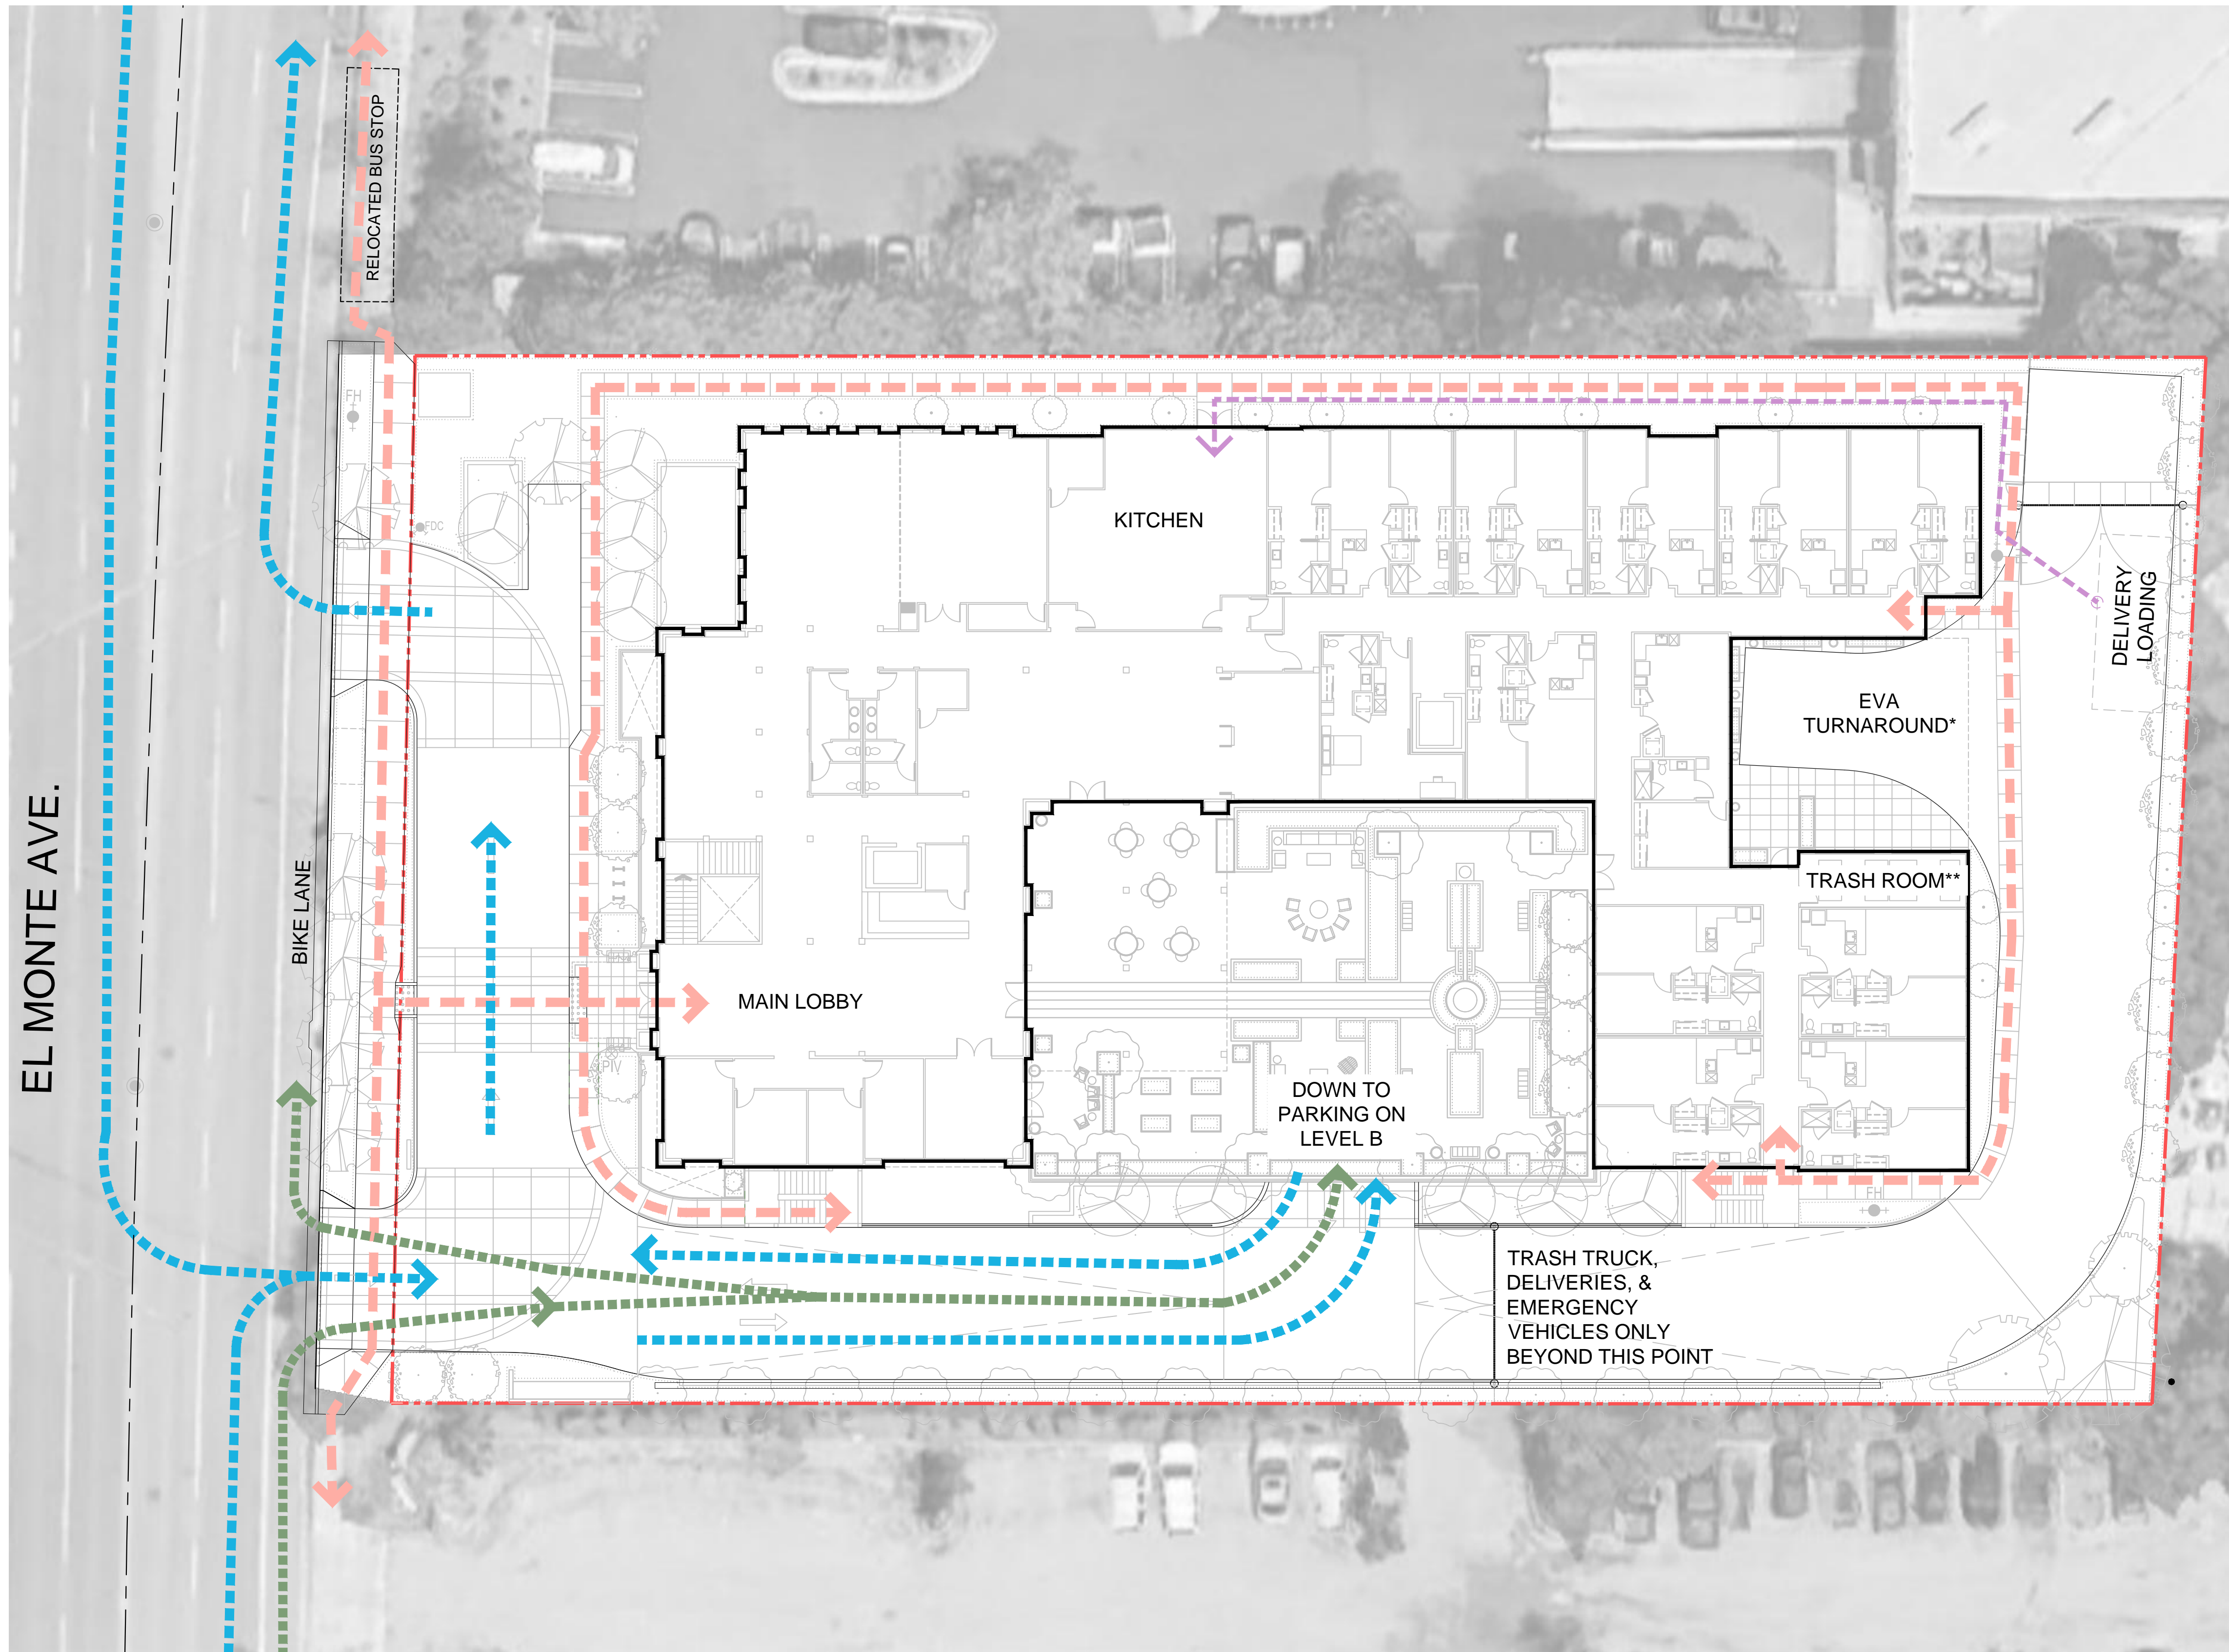 RELOCATED BUS STOP
FH
FDC
KITCHEN
DELIVERY
LOADING
EVA
TURNAROUND*
EL MONTE AVE.
BIKE LANE
TRASH ROOM**
MAIN LOBBY
PIV
DOWN TO
PARKING ON
LEVEL B
FH
TRASH TRUCK,
DELIVERIES, &
EMERGENCY
VEHICLES ONLY
BEYOND THIS POINT